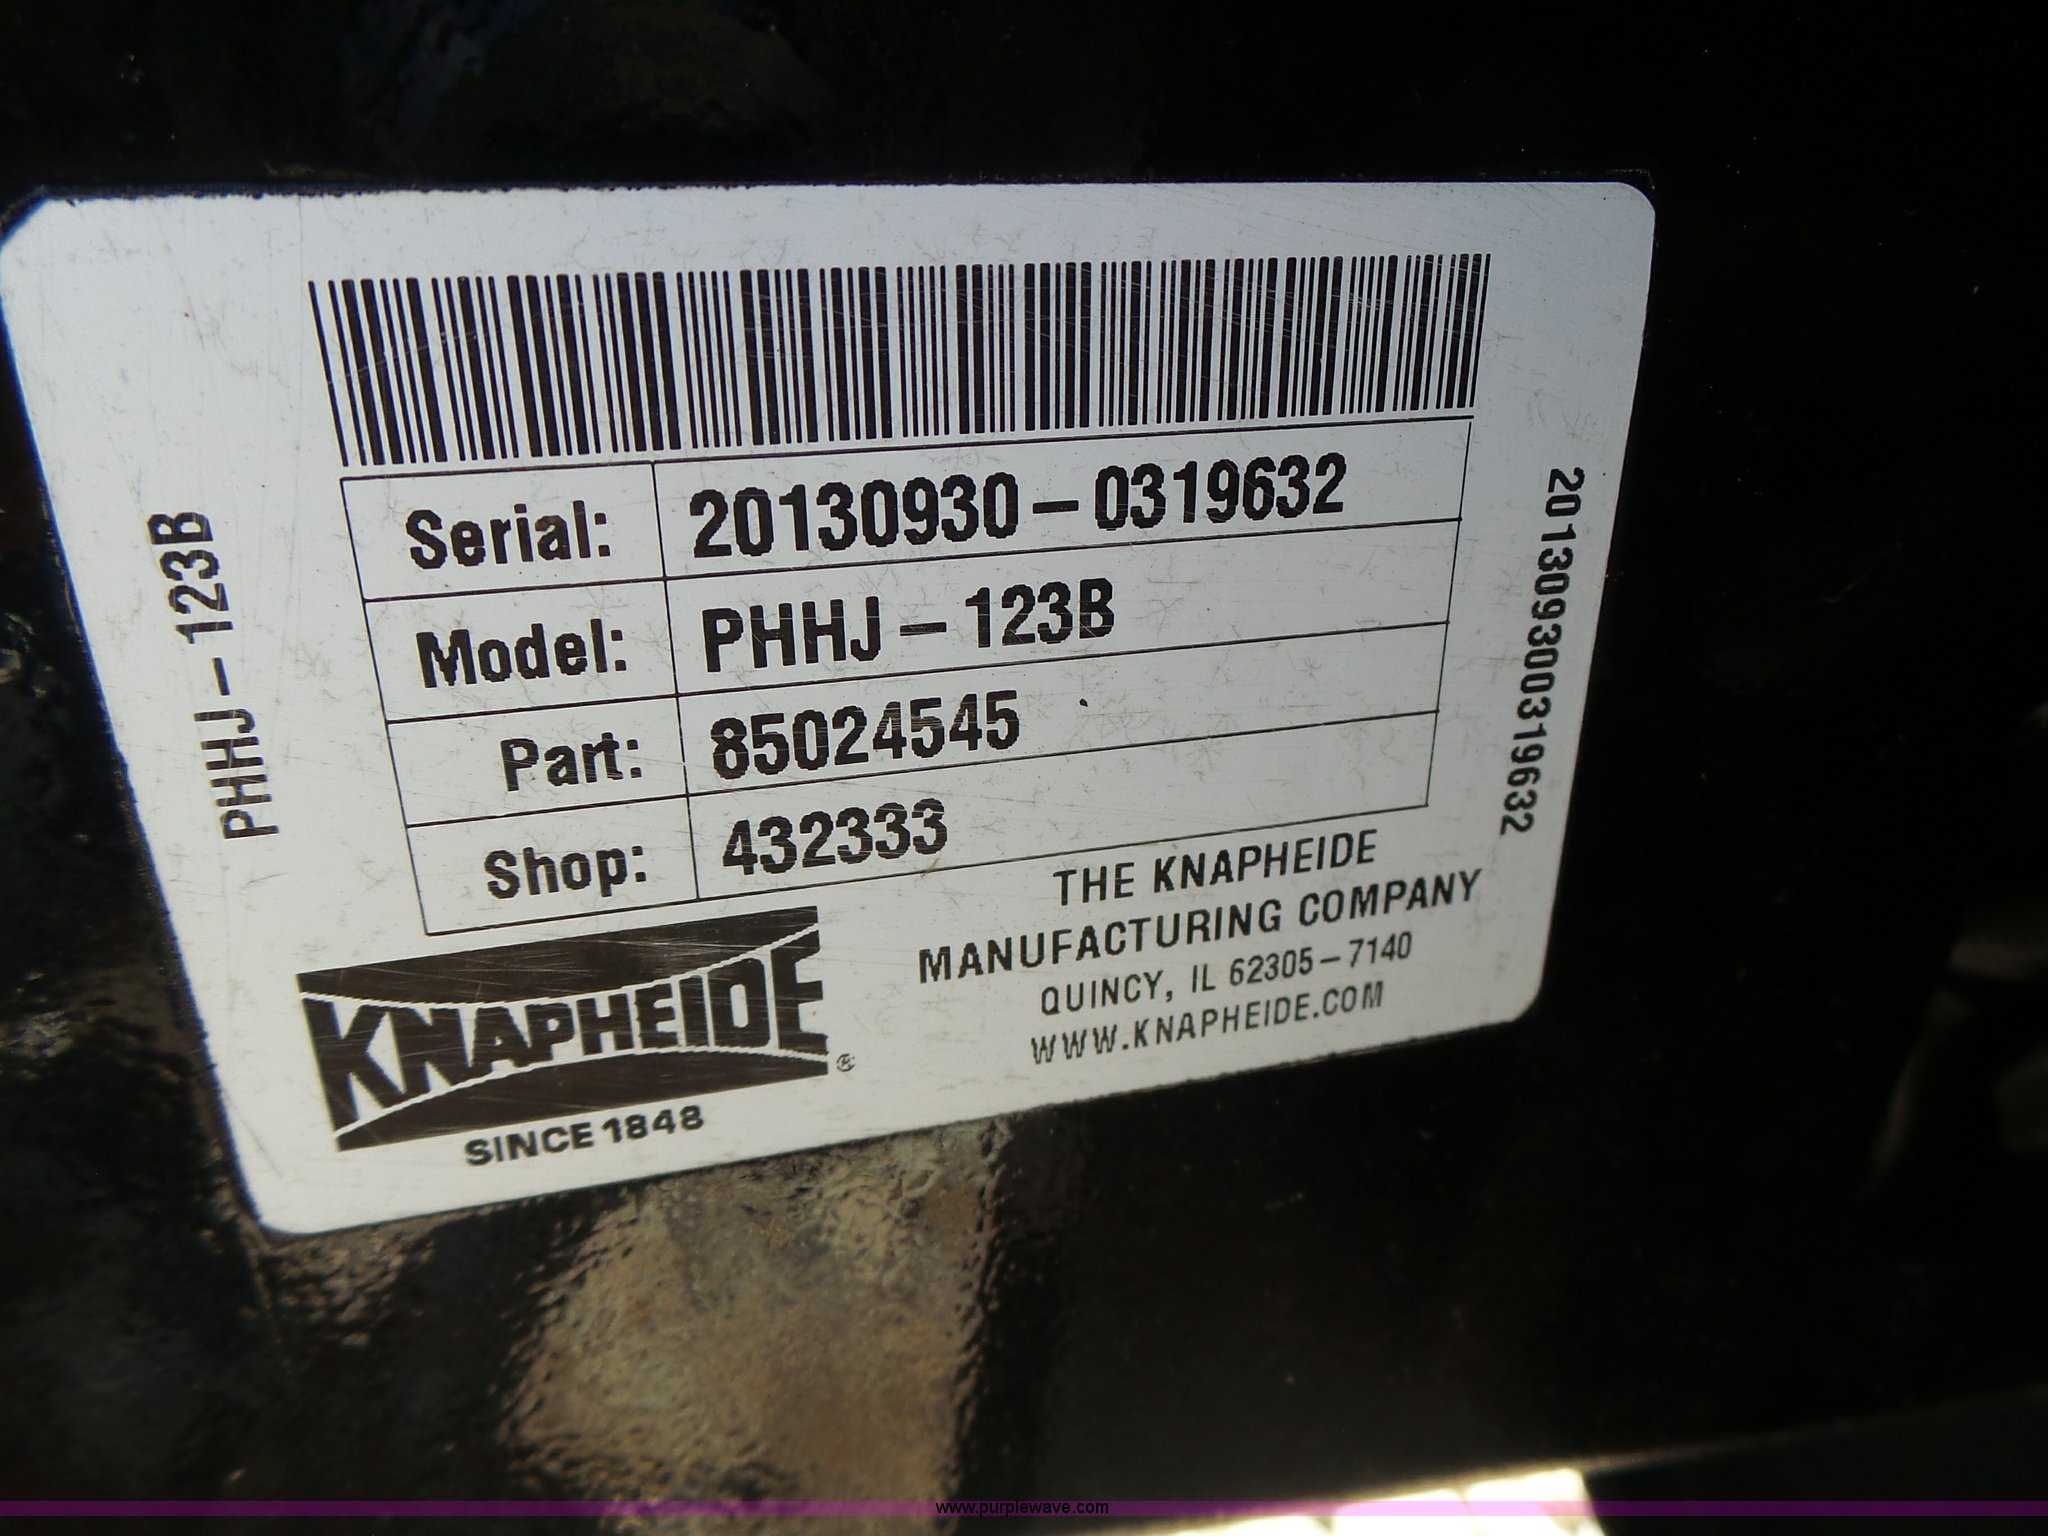 Serial: 20130930-0319632
Model: PHHJ-123B
Part: 85024545
Shop: 432333
PHHJ-123B
201309300319632
KNAPHEIDE®
SINCE 1848
THE KNAPHEIDE
MANUFACTURING COMPANY
QUINCY, IL 62305-7140
WWW.KNAPHEIDE.COM
www.purplewave.com